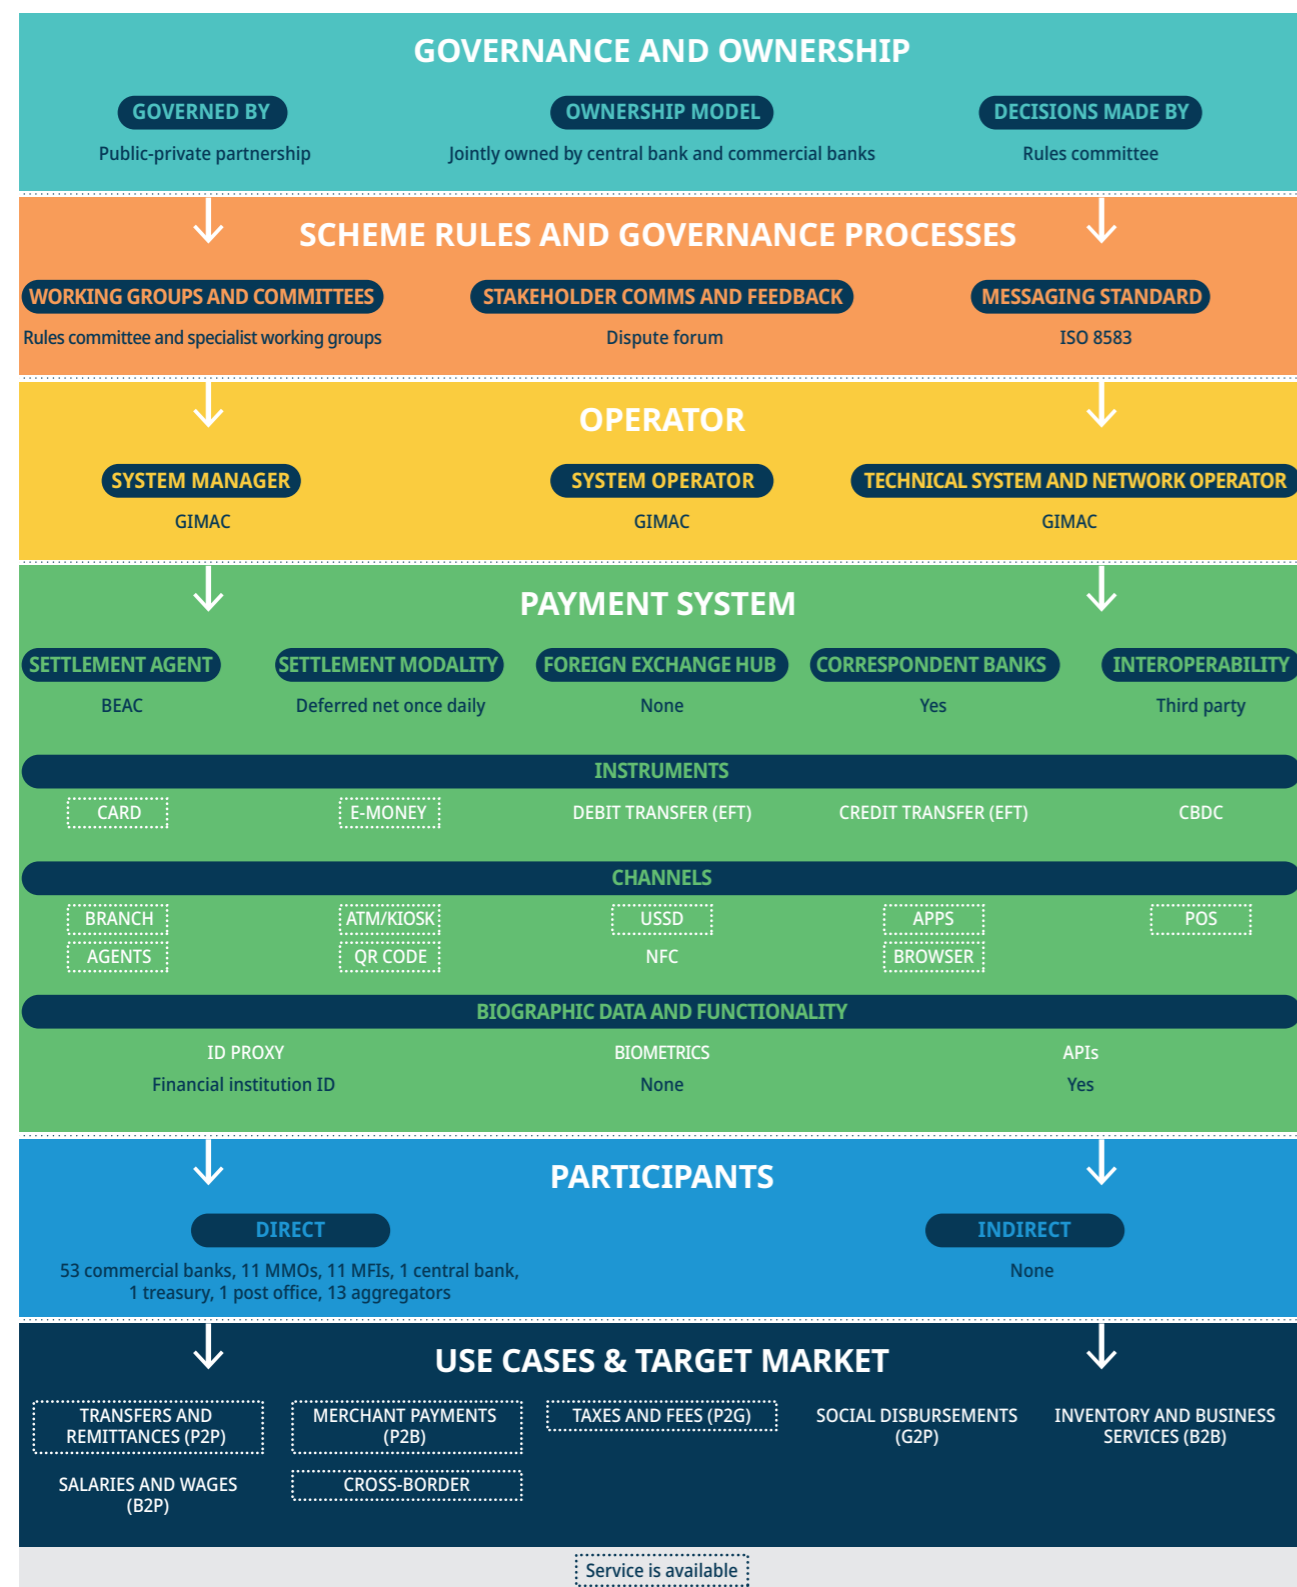 GOVERNANCE AND OWNERSHIP
GOVERNED BY
Public-private partnership
OWNERSHIP MODEL
Jointly owned by central bank and commercial banks
DECISIONS MADE BY
Rules committee
SCHEME RULES AND GOVERNANCE PROCESSES
WORKING GROUPS AND COMMITTEES
Rules committee and specialist working groups
STAKEHOLDER COMMS AND FEEDBACK
Dispute forum
MESSAGING STANDARD
ISO 8583
OPERATOR
SYSTEM MANAGER
GIMAC
SYSTEM OPERATOR
GIMAC
TECHNICAL SYSTEM AND NETWORK OPERATOR
GIMAC
PAYMENT SYSTEM
SETTLEMENT AGENT
BEAC
SETTLEMENT MODALITY
Deferred net once daily
FOREIGN EXCHANGE HUB
None
CORRESPONDENT BANKS
Yes
INTEROPERABILITY
Third party
INSTRUMENTS
CARD
E-MONEY
DEBIT TRANSFER (EFT)
CREDIT TRANSFER (EFT)
CBDC
CHANNELS
BRANCH
ATM/KIOSK
USSD
APPS
POS
AGENTS
QR CODE
NFC
BROWSER
BIOGRAPHIC DATA AND FUNCTIONALITY
ID PROXY
Financial institution ID
BIOMETRICS
None
APIs
Yes
PARTICIPANTS
DIRECT
53 commercial banks, 11 MMOs, 11 MFIs, 1 central bank,
1 treasury, 1 post office, 13 aggregators
INDIRECT
None
USE CASES & TARGET MARKET
TRANSFERS AND
REMITTANCES (P2P)
MERCHANT PAYMENTS
(P2B)
TAXES AND FEES (P2G)
SOCIAL DISBURSEMENTS
(G2P)
INVENTORY AND BUSINESS
SERVICES (B2B)
SALARIES AND WAGES
(B2P)
CROSS-BORDER
Service is available